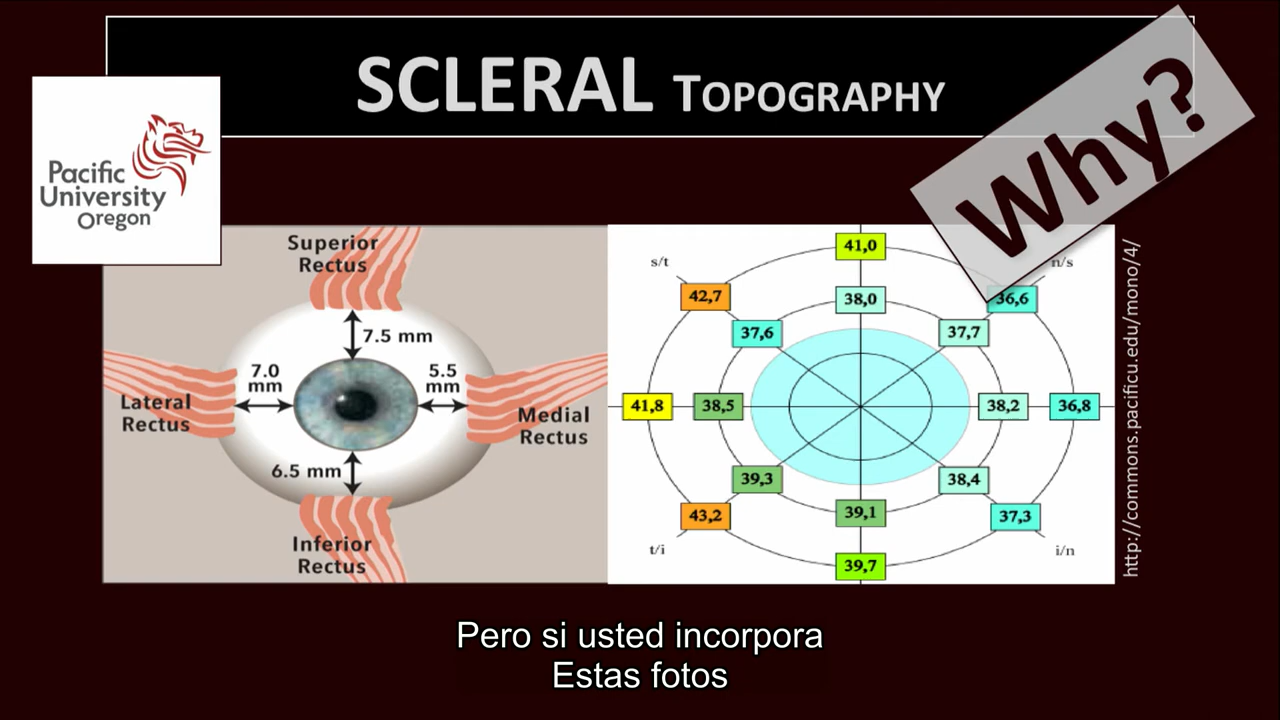 SCLERAL TOPOGRAPHY
Why?
Pacific
University
Oregon
Superior
Rectus
7.5 mm
7.0
mm
5.5
mm
Lateral
Rectus
Medial
Rectus
6.5 mm
Inferior
Rectus
s/t
41,0
n/s
42,7
38,0
36,6
37,6
37,7
41,8
38,5
38,2
36,8
39,3
38,4
43,2
39,1
37,3
t/i
39,7
i/n
http://commons.pacificu.edu/mono/4/
Pero si usted incorpora
Estas fotos